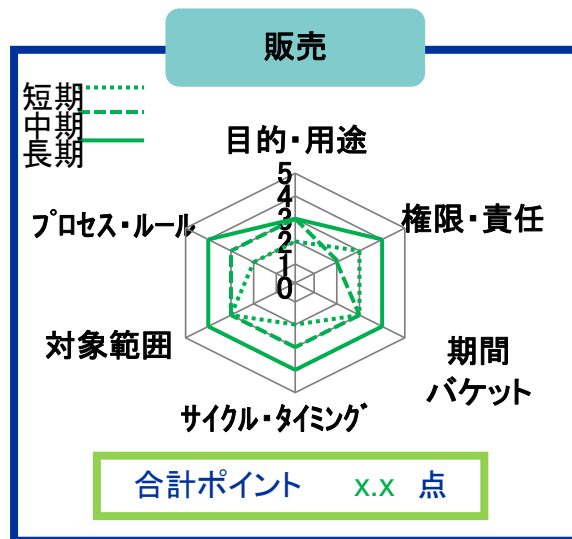 販売
短期
中期
長期
目的・用途
5
4
3
2
1
0
プロセス・ルール
権限・責任
対象範囲
期間
バケット
サイクル・タイミング
合計ポイント x.x 点